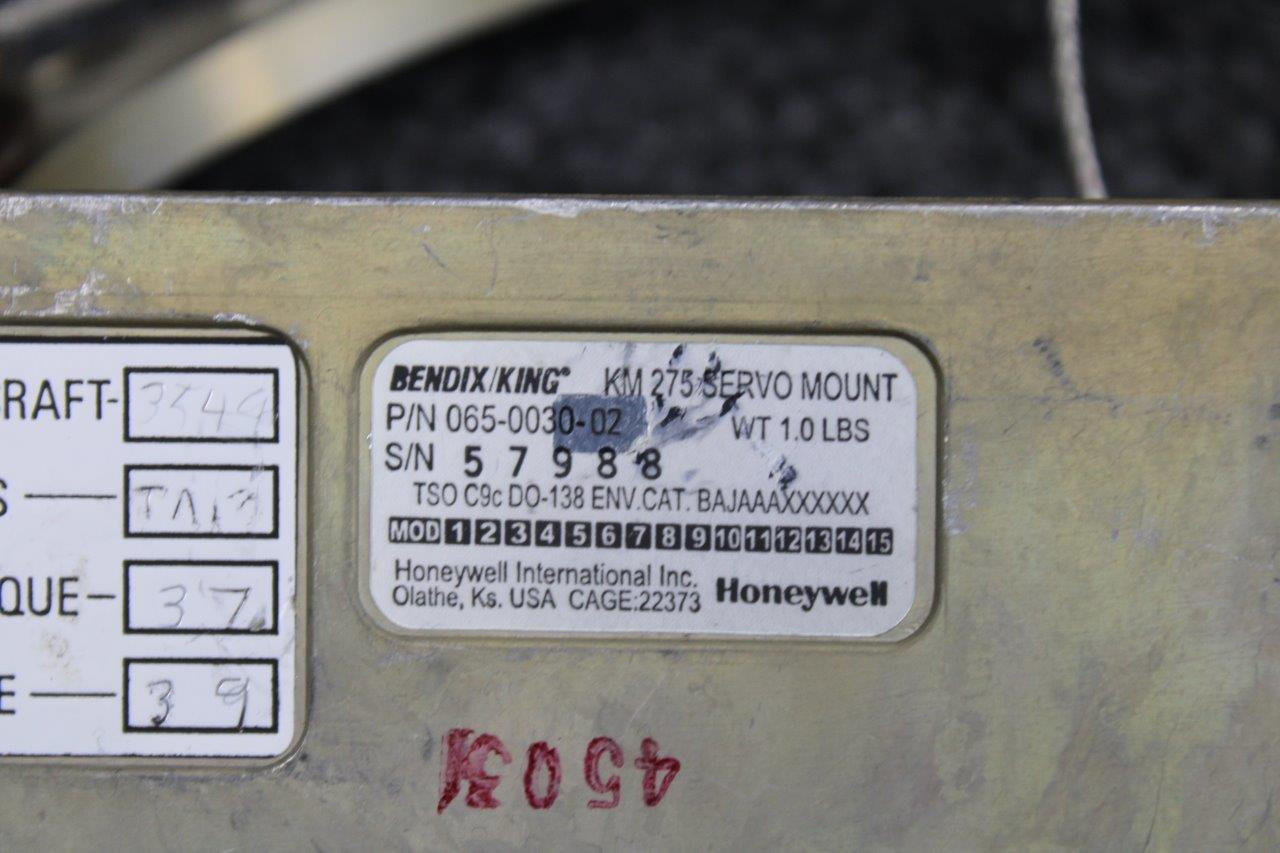 RAFT- 3549
S
QUE- 37
E 39
BENDIX/KING® KM 275 SERVO MOUNT
P/N 065-0030-02 WT 1.0 LBS
S/N 57988
TSO C9c DO-138 ENV.CAT. BAJAAAXXXXXX
MOD 1 2 3 4 5 6 7 8 9 10 11 12 13 14 15
Honeywell International Inc.
Olathe, Ks. USA CAGE:22373 Honeywell